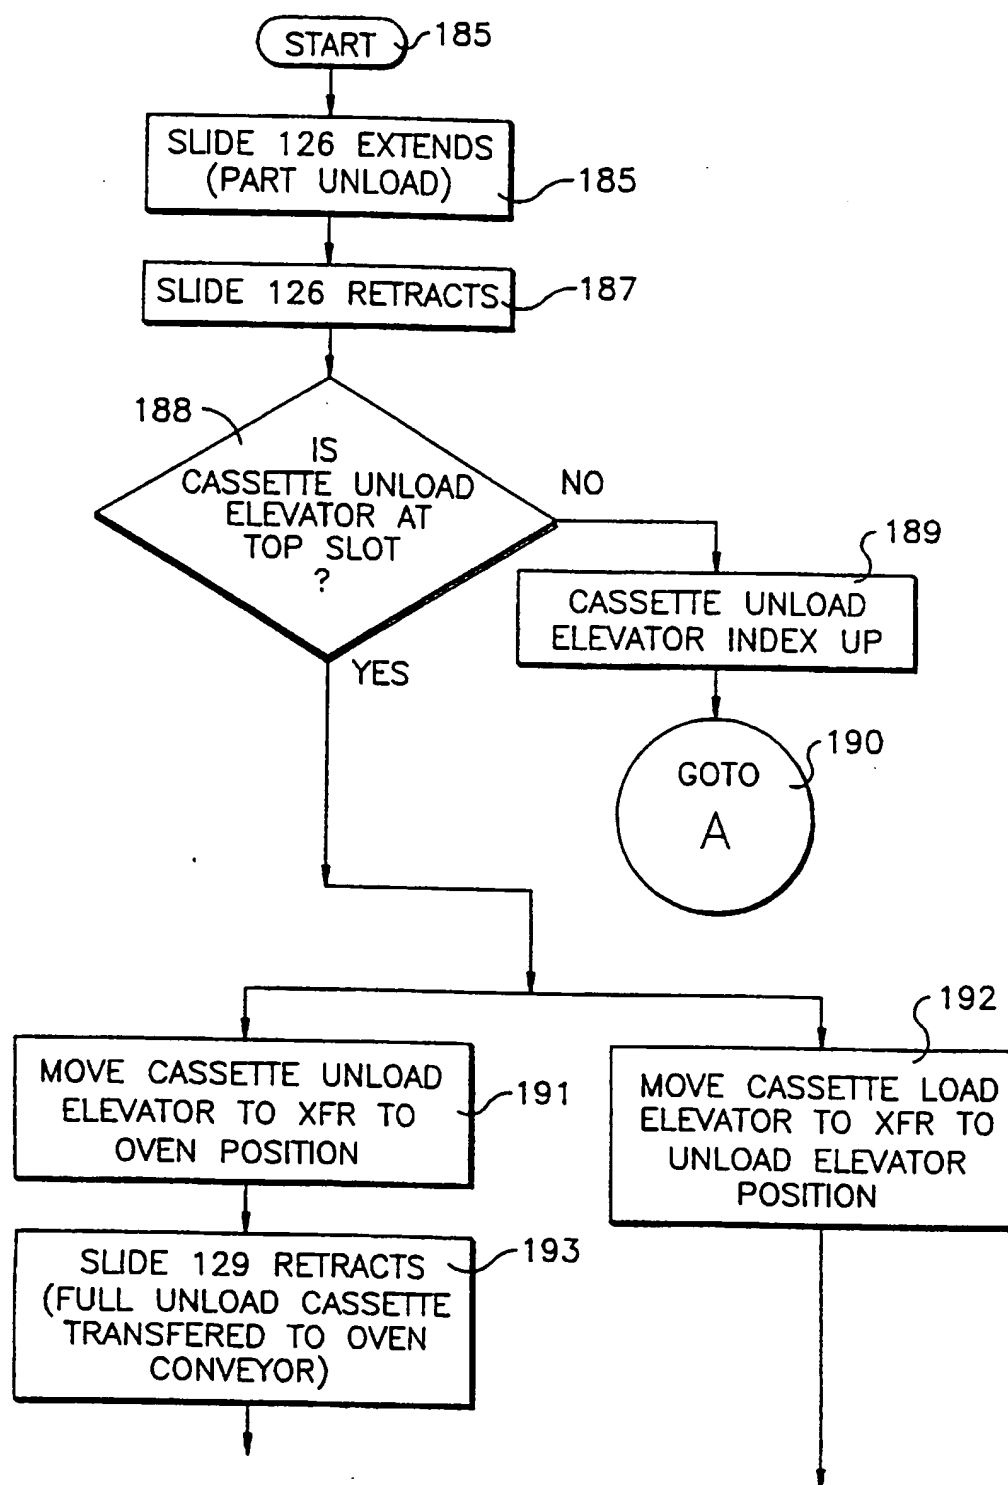 START
185
SLIDE 126 EXTENDS
(PART UNLOAD)
185
SLIDE 126 RETRACTS
187
188
IS
CASSETTE UNLOAD
ELEVATOR AT
TOP SLOT
?
NO
YES
189
CASSETTE UNLOAD
ELEVATOR INDEX UP
190
GOTO
A
192
MOVE CASSETTE UNLOAD
ELEVATOR TO XFR TO
OVEN POSITION
191
MOVE CASSETTE LOAD
ELEVATOR TO XFR TO
UNLOAD ELEVATOR
POSITION
SLIDE 129 RETRACTS
(FULL UNLOAD CASSETTE
TRANSFERED TO OVEN
CONVEYOR)
193